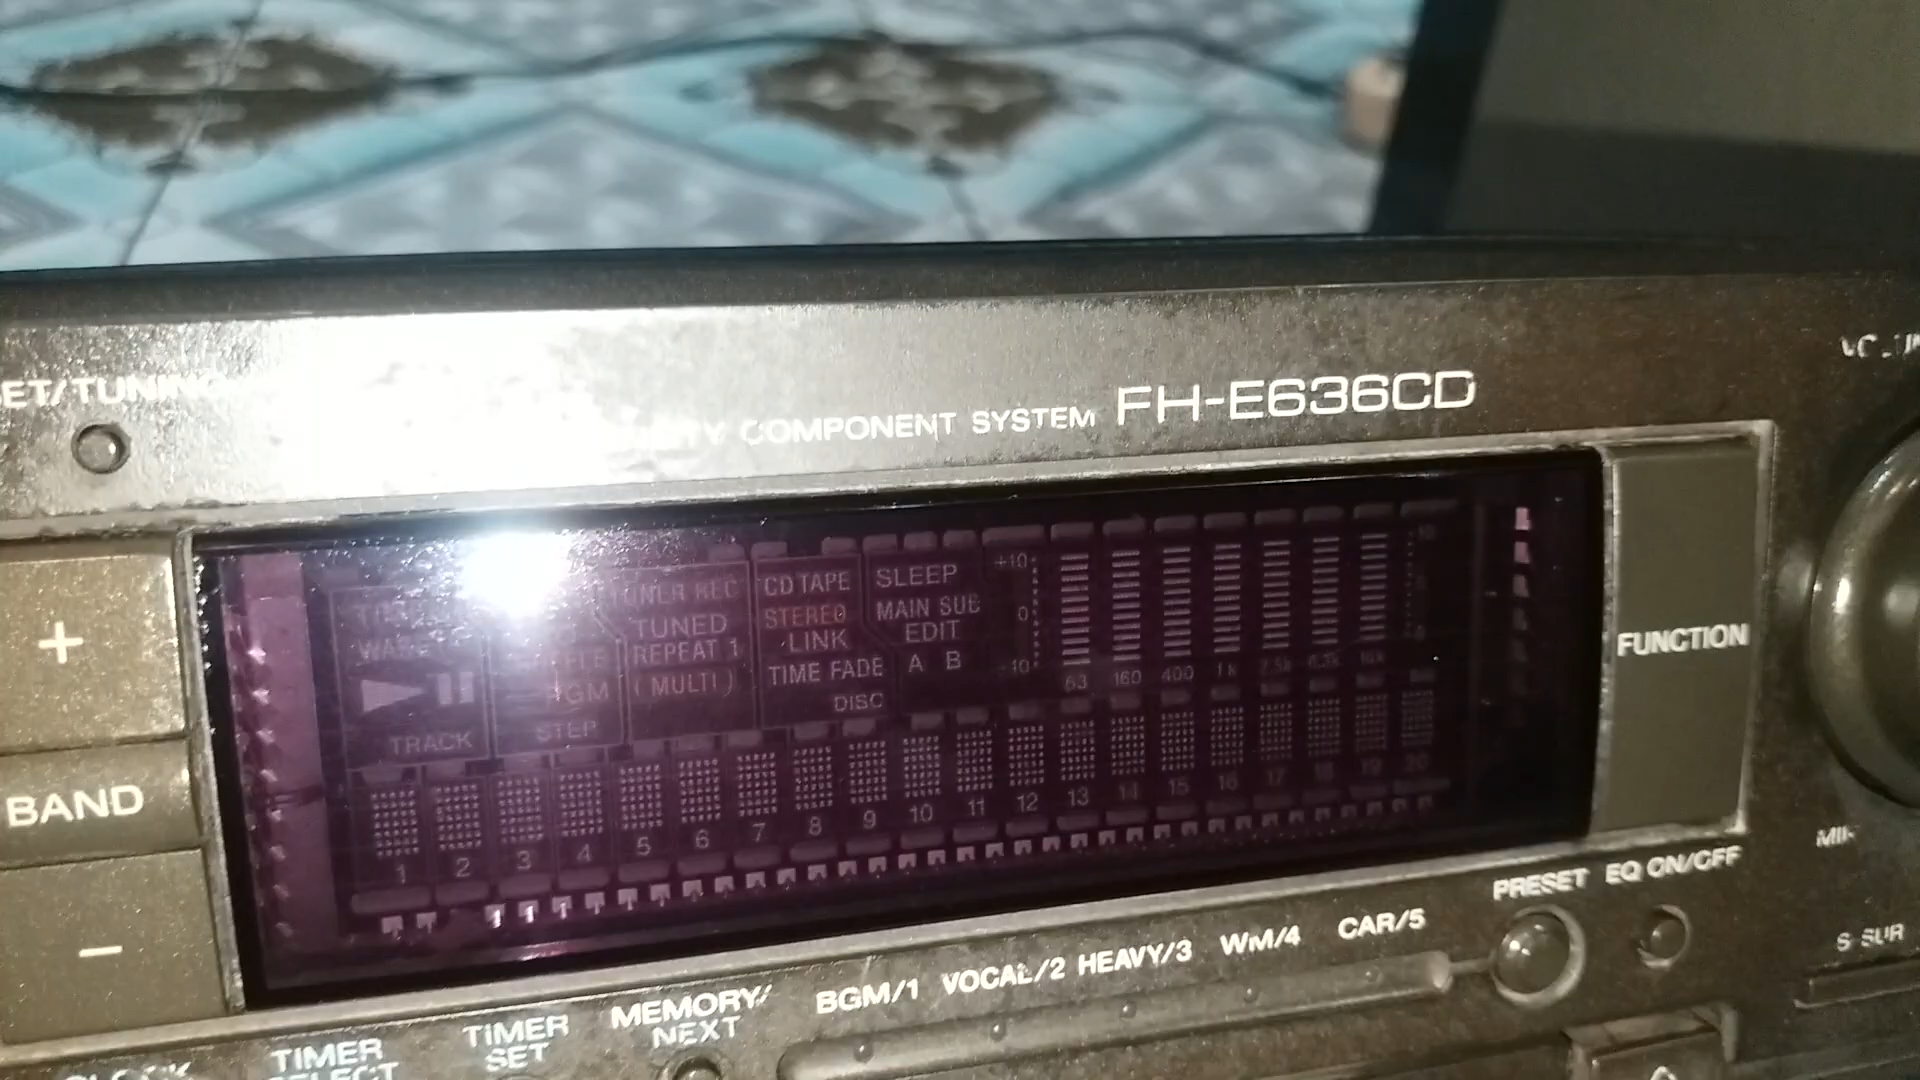 COMPONENT SYSTEM FH-E636CD
+
BAND
−
TUNER REC
TUNED
REPEAT 1
(MULTI)
CD TAPE
STEREO
LINK
TIME FADE
DISC
SLEEP
MAIN SUB
EDIT
A B
TRACK
STEP
+10
0
-10
63 160 400 1k
1 2 3 4 5 6 7 8 9 10 11 12 13 14 15 16 17 18 19 20
FUNCTION
PRESET EQ ON/OFF
BGM/1 VOCAL/2 HEAVY/3 WM/4 CAR/5
MEMORY/
NEXT
TIMER
SET
TIMER
SELECT